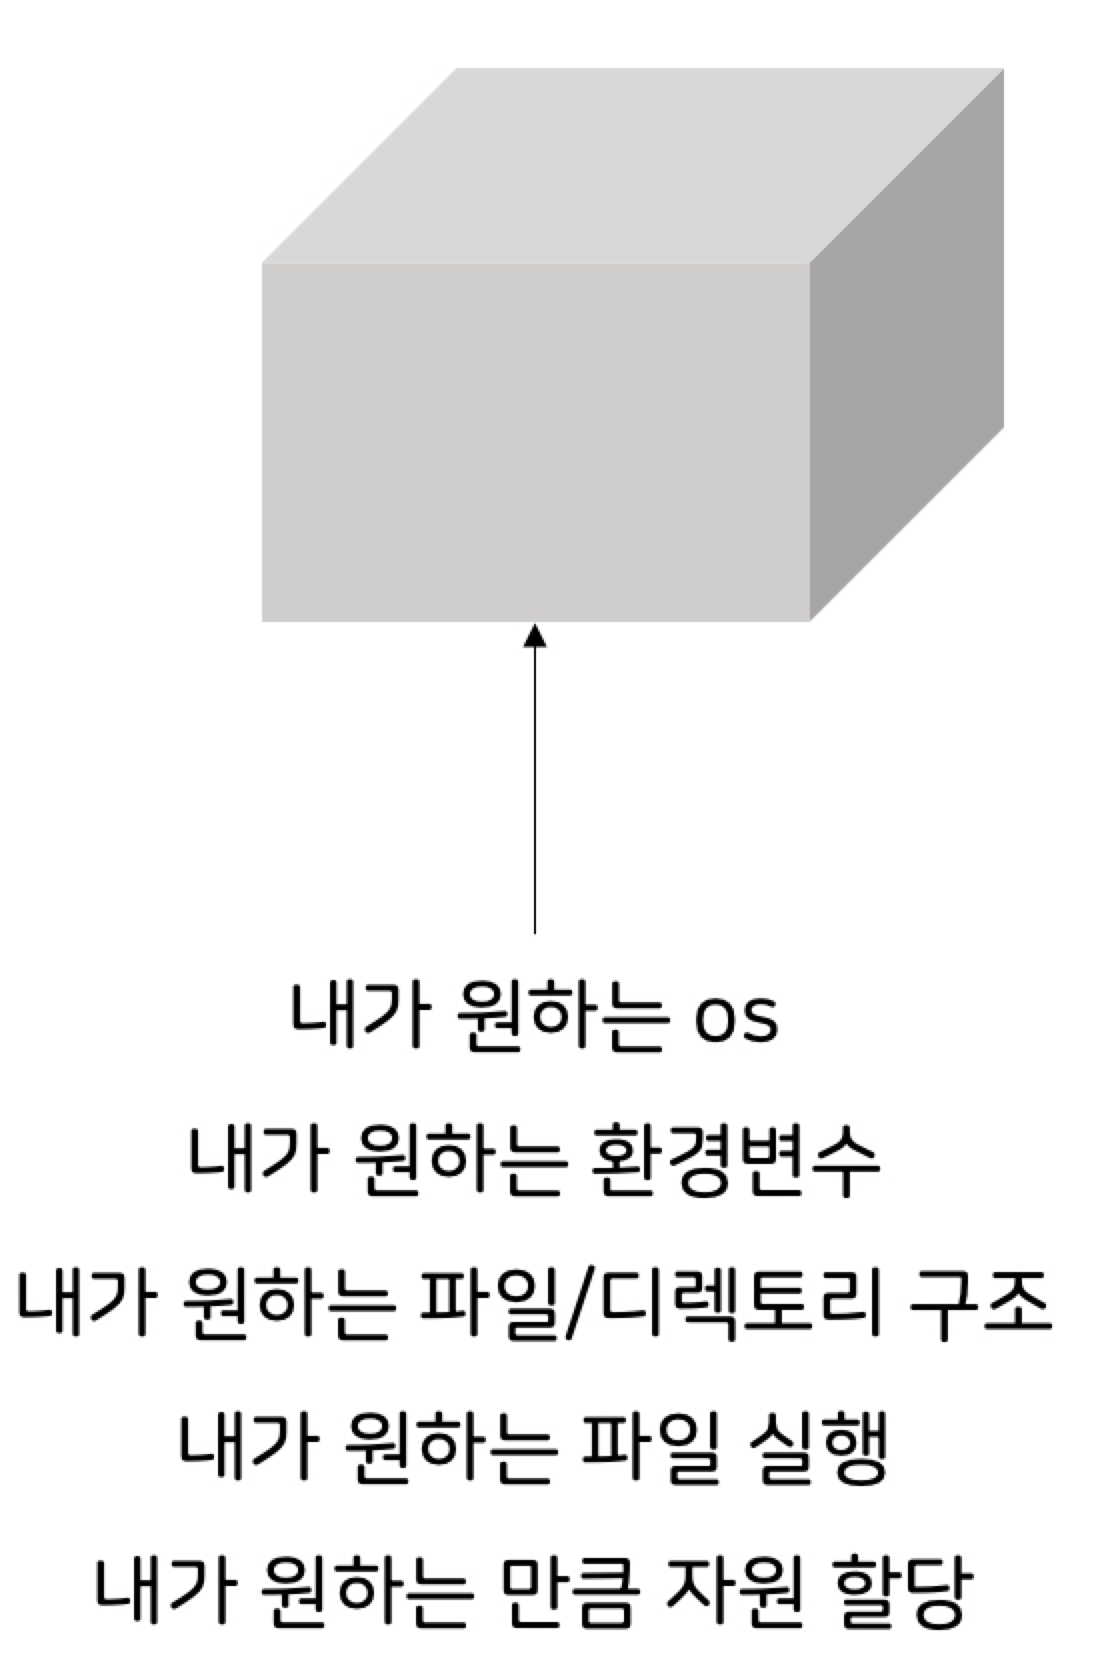 내가 원하는 os
내가 원하는 환경변수
내가 원하는 파일/디렉토리 구조
내가 원하는 파일 실행
내가 원하는 만큼 자원 할당